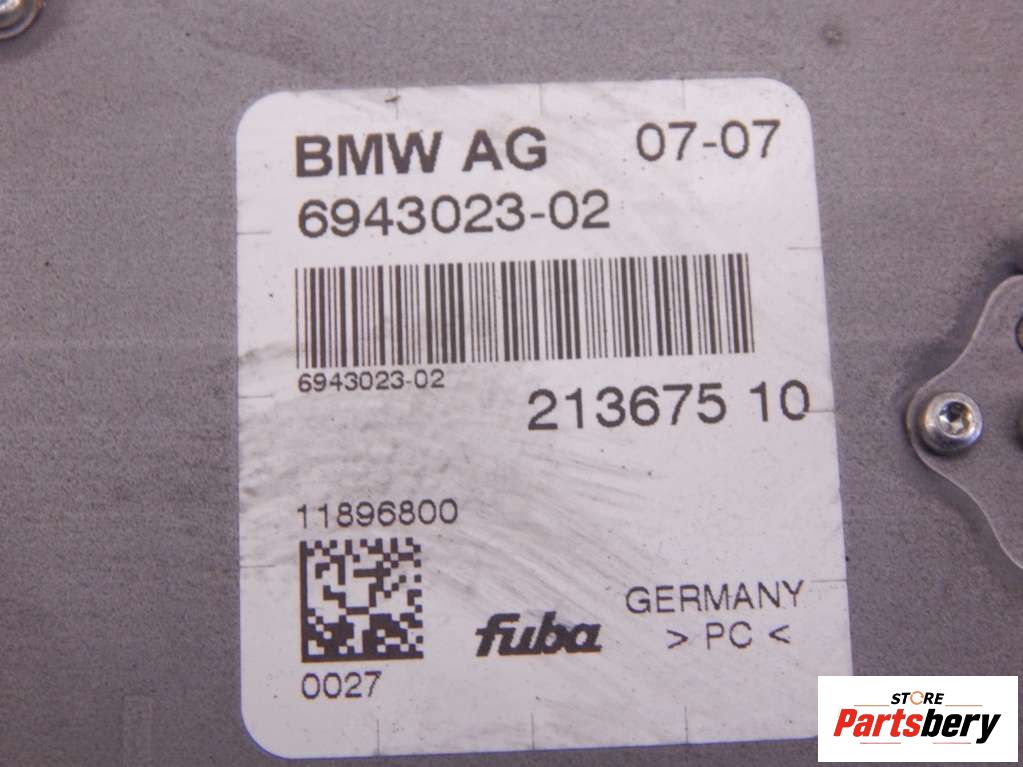 BMW AG 07-07
6943023-02
6943023-02
213675 10
11896800
0027
fuba
GERMANY
> PC <
STORE
Partsbery